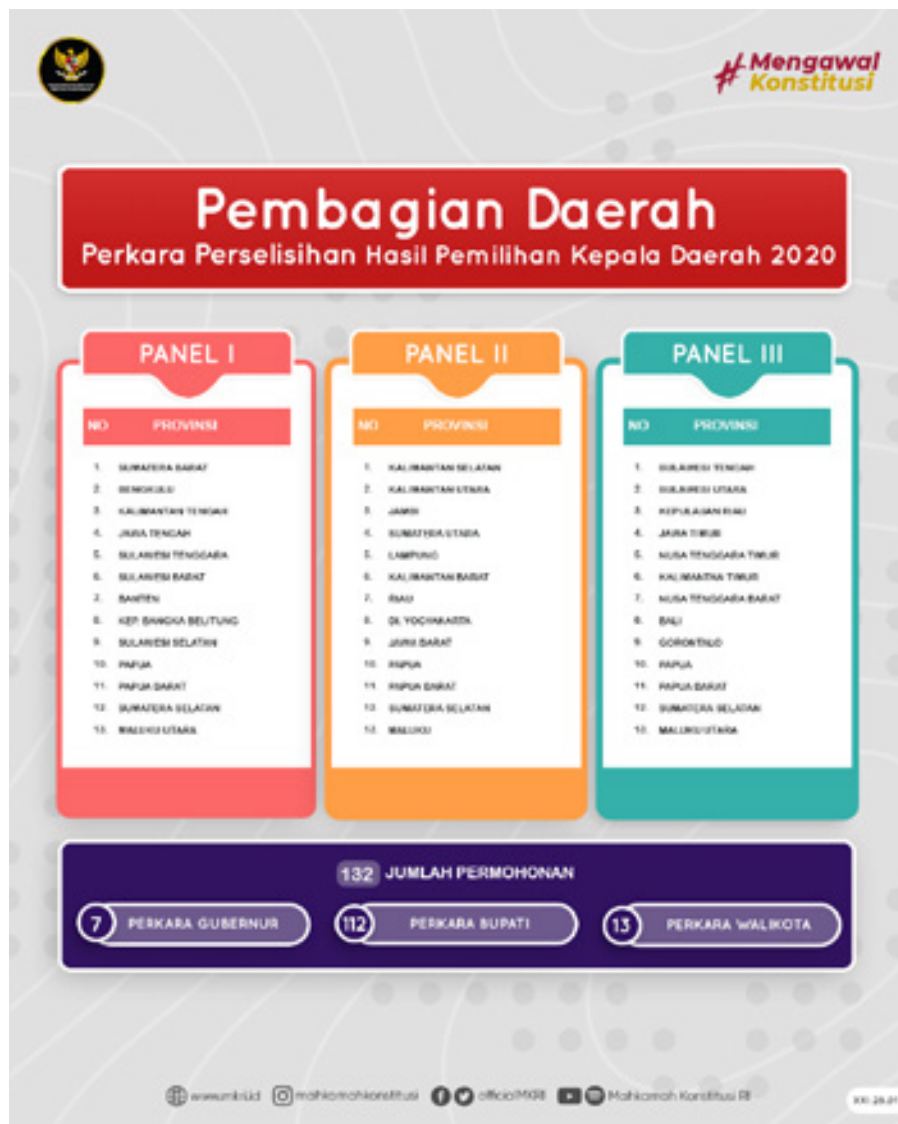 #Mengawal
Konstitusi
Pembagian Daerah
Perkara Perselisihan Hasil Pemilihan Kepala Daerah 2020
PANEL I
NO PROVINSI
1. SUMATERA BARAT
2. BENGKULU
3. KALIMANTAN TENGAH
4. JAWA TENGAH
5. SULAWESI TENGGARA
6. SULAWESI BARAT
7. BANTEN
8. KEP. BANGKA BELITUNG
9. SULAWESI SELATAN
10. PAPUA
11. PAPUA BARAT
12. SUMATERA SELATAN
13. MALUKU UTARA
PANEL II
NO PROVINSI
1. KALIMANTAN SELATAN
2. KALIMANTAN UTARA
3. JAMBI
4. SUMATERA UTARA
5. LAMPUNG
6. KALIMANTAN BARAT
7. RIAU
8. DI. YOGYAKARTA
9. JAWA BARAT
10. PAPUA
11. PAPUA BARAT
12. SUMATERA SELATAN
13. MALUKU
PANEL III
NO PROVINSI
1. SULAWESI TENGAH
2. SULAWESI UTARA
3. KEPULAUAN RIAU
4. JAWA TIMUR
5. NUSA TENGGARA TIMUR
6. KALIMANTNA TIMUR
7. NUSA TENGGARA BARAT
8. BALI
9. GORONTALO
10. PAPUA
11. PAPUA BARAT
12. SUMATERA SELATAN
13. MALUKU UTARA
132 JUMLAH PERMOHONAN
7 PERKARA GUBERNUR
112 PERKARA BUPATI
13 PERKARA WALIKOTA
www.mkri.id mahkamahkonstitusi officialMKRI Mahkamah Konstitusi RI